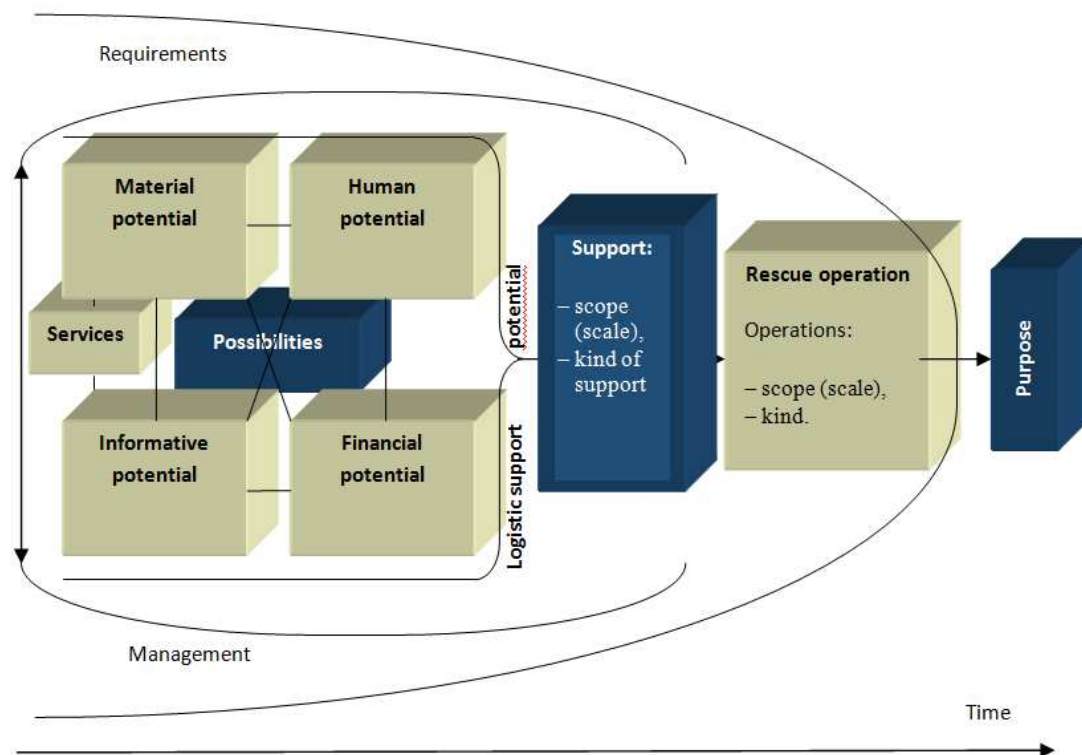 Requirements
Material
potential
Human
potential
Services
Possibilities
Informative
potential
Financial
potential
Logistic support
potential
Support:
– scope
(scale),
– kind of
support
Rescue operation
Operations:
– scope (scale),
– kind.
Purpose
Management
Time